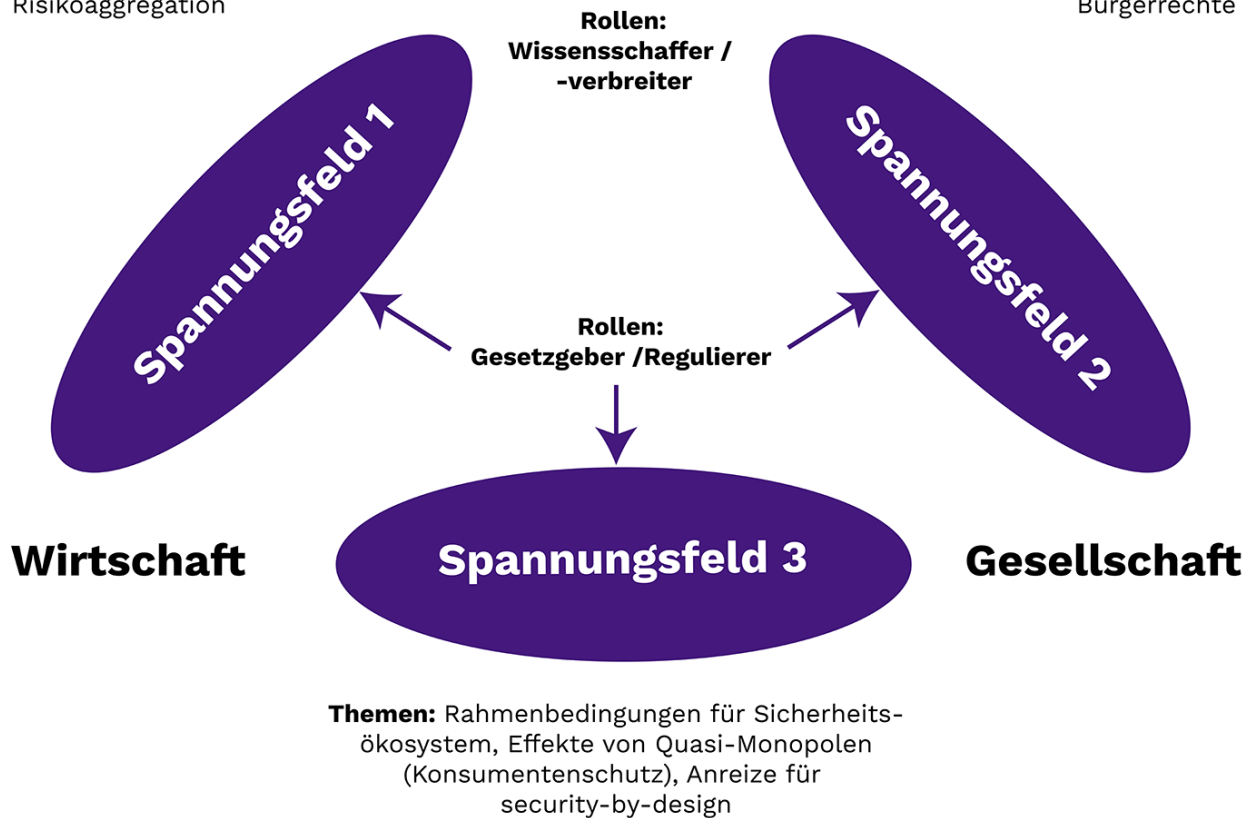 Risikoaggregation
Bürgerrechte
Rollen:
Wissensschaffer /
-verbreiter
Spannungsfeld 1
Spannungsfeld 2
Rollen:
Gesetzgeber /Regulierer
Wirtschaft
Spannungsfeld 3
Gesellschaft
Themen: Rahmenbedingungen für Sicherheits-
ökosystem, Effekte von Quasi-Monopolen
(Konsumentenschutz), Anreize für
security-by-design